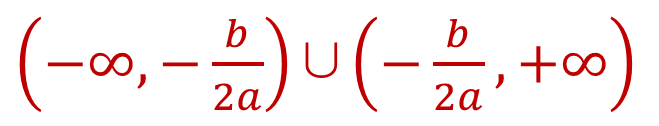 (−∞, − b/2a) ∪ (− b/2a, +∞)